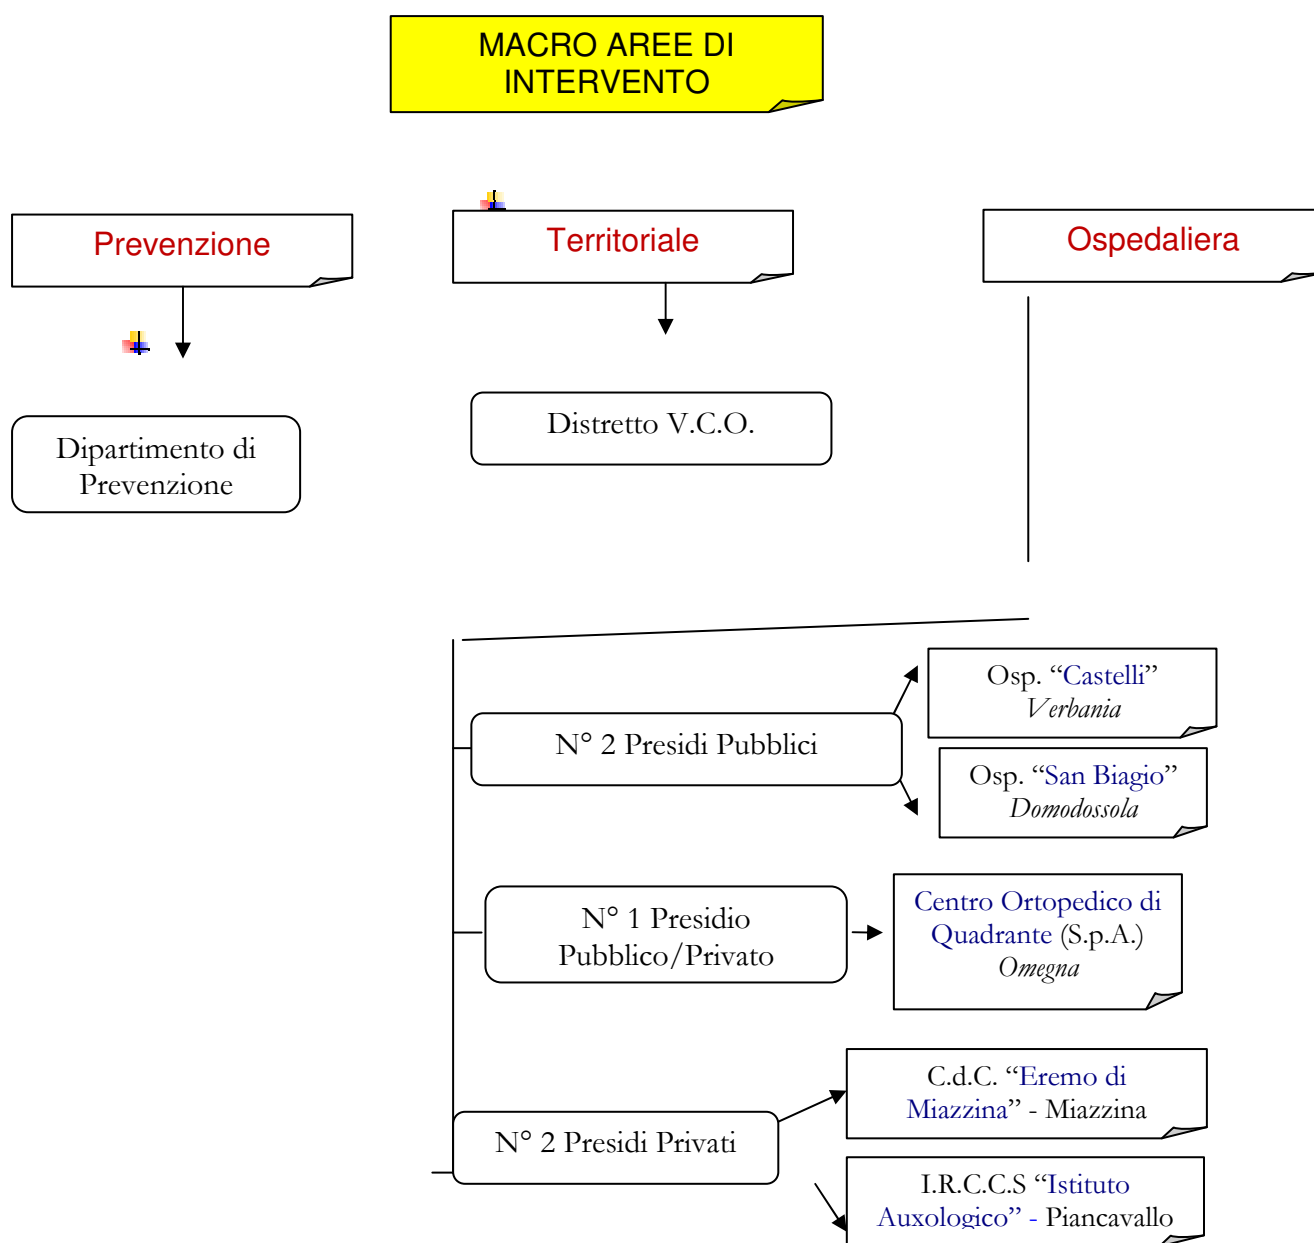 MACRO AREE DI
INTERVENTO
Prevenzione
Territoriale
Ospedaliera
Dipartimento di
Prevenzione
Distretto V.C.O.
N° 2 Presidi Pubblici
Osp. “Castelli”
Verbania
Osp. “San Biagio”
Domodossola
N° 1 Presidio
Pubblico/Privato
Centro Ortopedico di
Quadrante (S.p.A.)
Omegna
N° 2 Presidi Privati
C.d.C. “Eremo di
Miazzina” - Miazzina
I.R.C.C.S “Istituto
Auxologico” - Piancavallo